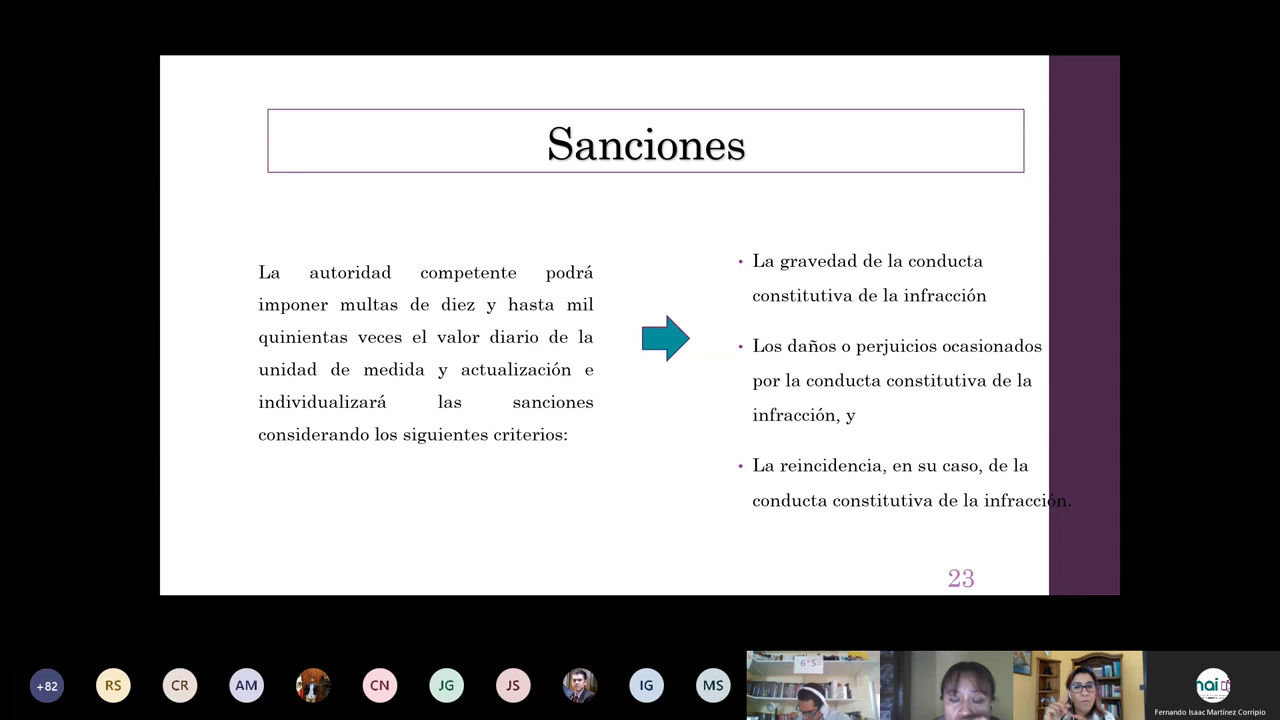 Sanciones
La autoridad competente podrá
imponer multas de diez y hasta mil
quinientas veces el valor diario de la
unidad de medida y actualización e
individualizará las sanciones
considerando los siguientes criterios:
• La gravedad de la conducta
constitutiva de la infracción
• Los daños o perjuicios ocasionados
por la conducta constitutiva de la
infracción, y
• La reincidencia, en su caso, de la
conducta constitutiva de la infracción.
23
+82
RS
CR
AM
CN
JG
JS
IG
MS
6°5
nai
Fernando Isaac Martínez Corripio